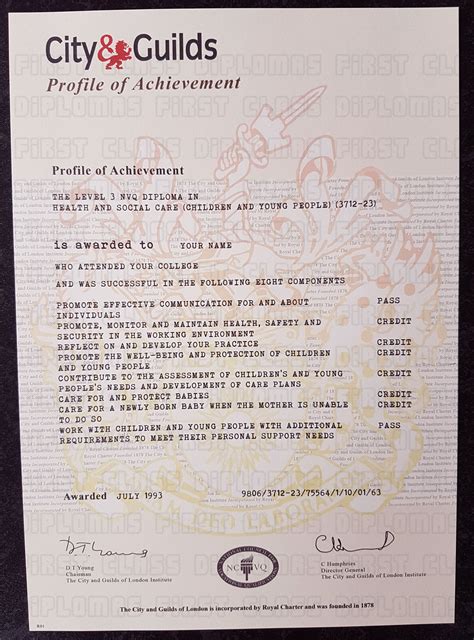 City & Guilds
Profile of Achievement
Profile of Achievement
THE LEVEL 3 NVQ DIPLOMA IN
HEALTH AND SOCIAL CARE (CHILDREN AND YOUNG PEOPLE) (3712-23)
is awarded to YOUR NAME
WHO ATTENDED YOUR COLLEGE
AND WAS SUCCESSFUL IN THE FOLLOWING EIGHT COMPONENTS
PROMOTE EFFECTIVE COMMUNICATION FOR AND ABOUT PASS
INDIVIDUALS
PROMOTE, MONITOR AND MAINTAIN HEALTH, SAFETY AND CREDIT
SECURITY IN THE WORKING ENVIRONMENT
REFLECT ON AND DEVELOP YOUR PRACTICE CREDIT
PROMOTE THE WELL-BEING AND PROTECTION OF CHILDREN CREDIT
AND YOUNG PEOPLE
CONTRIBUTE TO THE ASSESSMENT OF CHILDREN'S AND YOUNG CREDIT
PEOPLE'S NEEDS AND DEVELOPMENT OF CARE PLANS
CARE FOR AND PROTECT BABIES CREDIT
CARE FOR A NEWLY BORN BABY WHEN THE MOTHER IS UNABLE CREDIT
TO DO SO
WORK WITH CHILDREN AND YOUNG PEOPLE WITH ADDITIONAL PASS
REQUIREMENTS TO MEET THEIR PERSONAL SUPPORT NEEDS
Awarded JULY 1993 9806/3712-23/75564/1/10/01/63
D T Young
Chairman
The City and Guilds of London Institute
NC VQ
C Humphries
Director General
The City and Guilds of London Institute
The City and Guilds of London is incorporated by Royal Charter and was founded in 1878
FIRST CLASS
DIPLOMAS